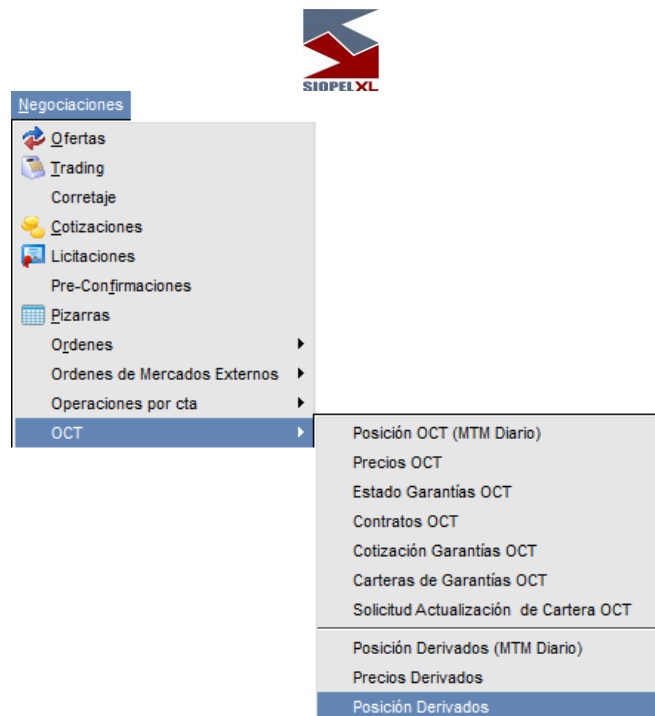 SIOPEL XL
Negociaciones
Ofertas
Trading
Corretaje
Cotizaciones
Licitaciones
Pre-Confirmaciones
Pizarras
Ordenes
Ordenes de Mercados Externos
Operaciones por cta
OCT
Posición OCT (MTM Diario)
Precios OCT
Estado Garantías OCT
Contratos OCT
Cotización Garantías OCT
Carteras de Garantías OCT
Solicitud Actualización de Cartera OCT
Posición Derivados (MTM Diario)
Precios Derivados
Posición Derivados